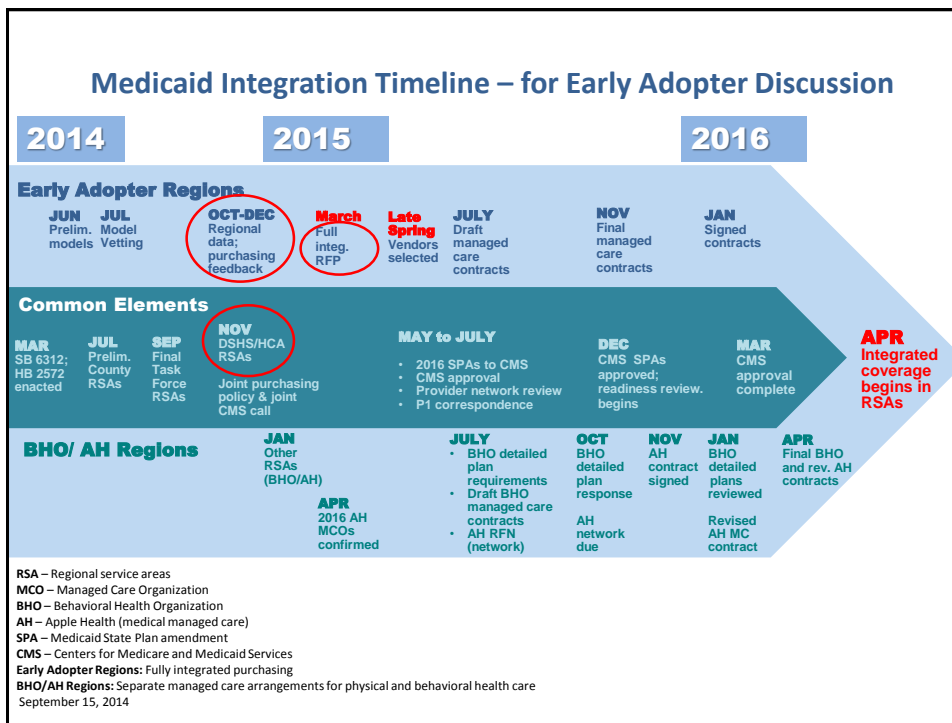 Medicaid Integration Timeline – for Early Adopter Discussion
2014
2015
2016
Early Adopter Regions
JUN
Prelim.
models
JUL
Model
Vetting
OCT-DEC
Regional
data;
purchasing
feedback
March
Full
integ.
RFP
Late
Spring
Vendors
selected
JULY
Draft
managed
care
contracts
NOV
Final
managed
care
contracts
JAN
Signed
contracts
Common Elements
MAR
SB 6312;
HB 2572
enacted
JUL
Prelim.
County
RSAs
SEP
Final
Task
Force
RSAs
NOV
DSHS/HCA
RSAs
Joint purchasing
policy & joint
CMS call
MAY to JULY
• 2016 SPAs to CMS
• CMS approval
• Provider network review
• P1 correspondence
DEC
CMS SPAs
approved;
readiness review.
begins
MAR
CMS
approval
complete
APR
Integrated
coverage
begins in
RSAs
BHO/ AH Regions
JAN
Other
RSAs
(BHO/AH)
APR
2016 AH
MCOs
confirmed
JULY
• BHO detailed
plan
requirements
• Draft BHO
managed care
contracts
• AH RFN
(network)
OCT
BHO
detailed
plan
response
AH
network
due
NOV
AH
contract
signed
JAN
BHO
detailed
plans
reviewed
Revised
AH MC
contract
APR
Final BHO
and rev. AH
contracts
RSA – Regional service areas
MCO – Managed Care Organization
BHO – Behavioral Health Organization
AH – Apple Health (medical managed care)
SPA – Medicaid State Plan amendment
CMS – Centers for Medicare and Medicaid Services
Early Adopter Regions: Fully integrated purchasing
BHO/AH Regions: Separate managed care arrangements for physical and behavioral health care
September 15, 2014